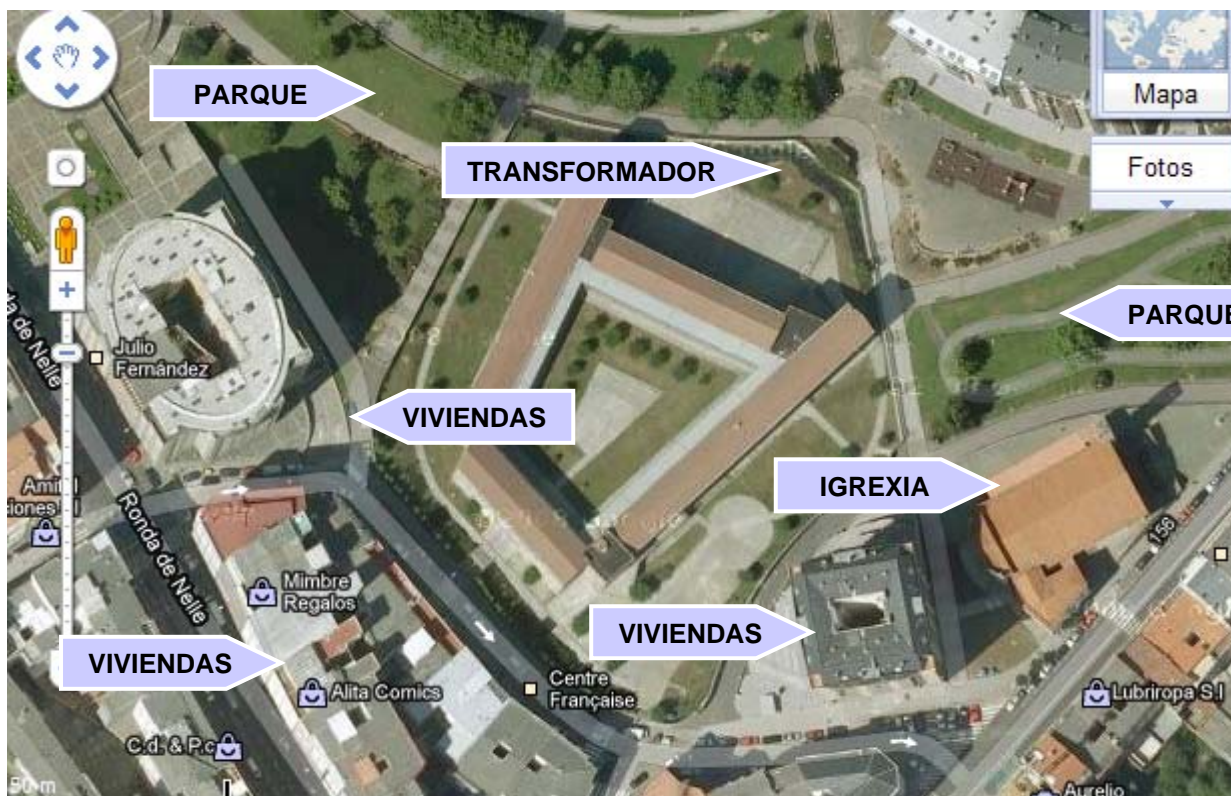 PARQUE
Mapa
Fotos
TRANSFORMADOR
PARQUE
Julio
Fernández
Ronda de Nelle
VIVIENDAS
IGREXIA
156
Mimbre
Regalos
VIVIENDAS
VIVIENDAS
Centre
Française
Alita Comics
Lubriropa S.l
C.d. & P.c
50 m
Aurelio